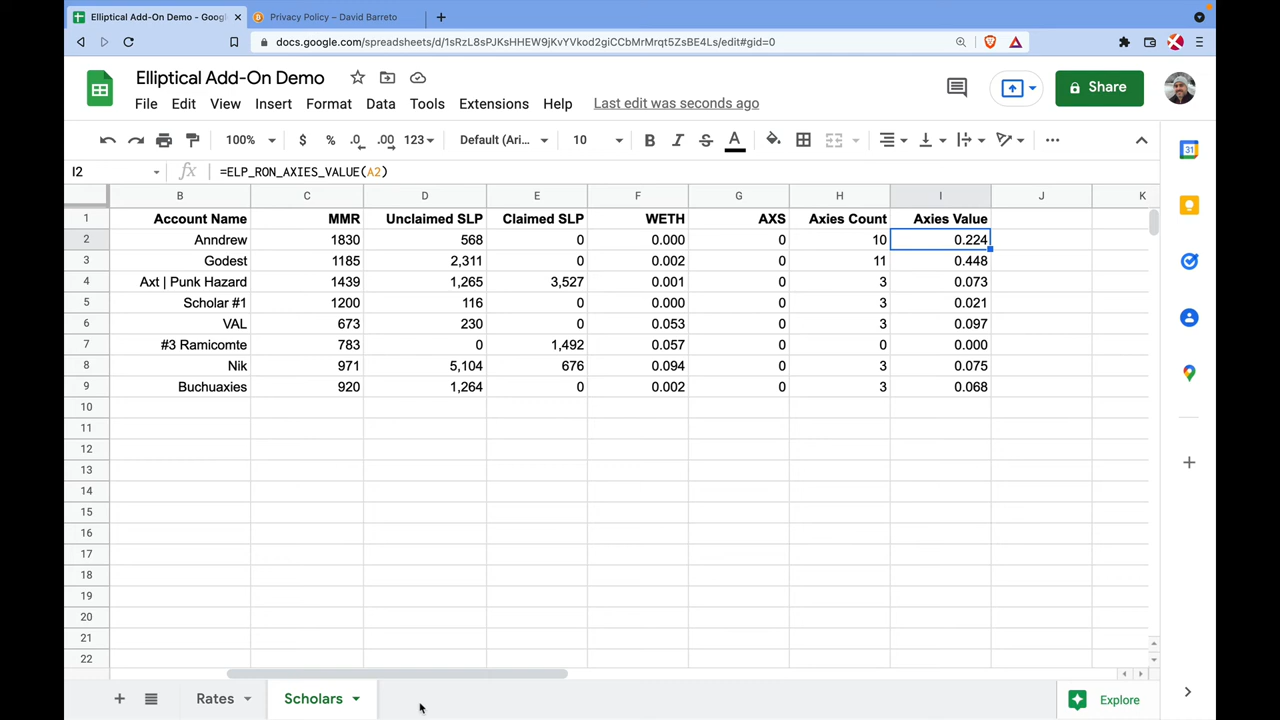 Elliptical Add-On Demo - Goog
Privacy Policy – David Barreto
docs.google.com/spreadsheets/d/1sRzL8sPJKsHHEW9jKvYVkod2giCCbMrMrqt5ZsBE4Ls/edit#gid=0
Elliptical Add-On Demo
File Edit View Insert Format Data Tools Extensions Help Last edit was seconds ago
Share
100% $ % .0 .00 123 Default (Ari... 10 B I S A
I2 fx =ELP_RON_AXIES_VALUE(A2)
B C D E F G H I J K
1 Account Name MMR Unclaimed SLP Claimed SLP WETH AXS Axies Count Axies Value
2 Anndrew 1830 568 0 0.000 0 10 0.224
3 Godest 1185 2,311 0 0.002 0 11 0.448
4 Axt | Punk Hazard 1439 1,265 3,527 0.001 0 3 0.073
5 Scholar #1 1200 116 0 0.000 0 3 0.021
6 VAL 673 230 0 0.053 0 3 0.097
7 #3 Ramicomte 783 0 1,492 0.057 0 0 0.000
8 Nik 971 5,104 676 0.094 0 3 0.075
9 Buchuaxies 920 1,264 0 0.002 0 3 0.068
10
11
12
13
14
15
16
17
18
19
20
21
22
Rates Scholars Explore
31